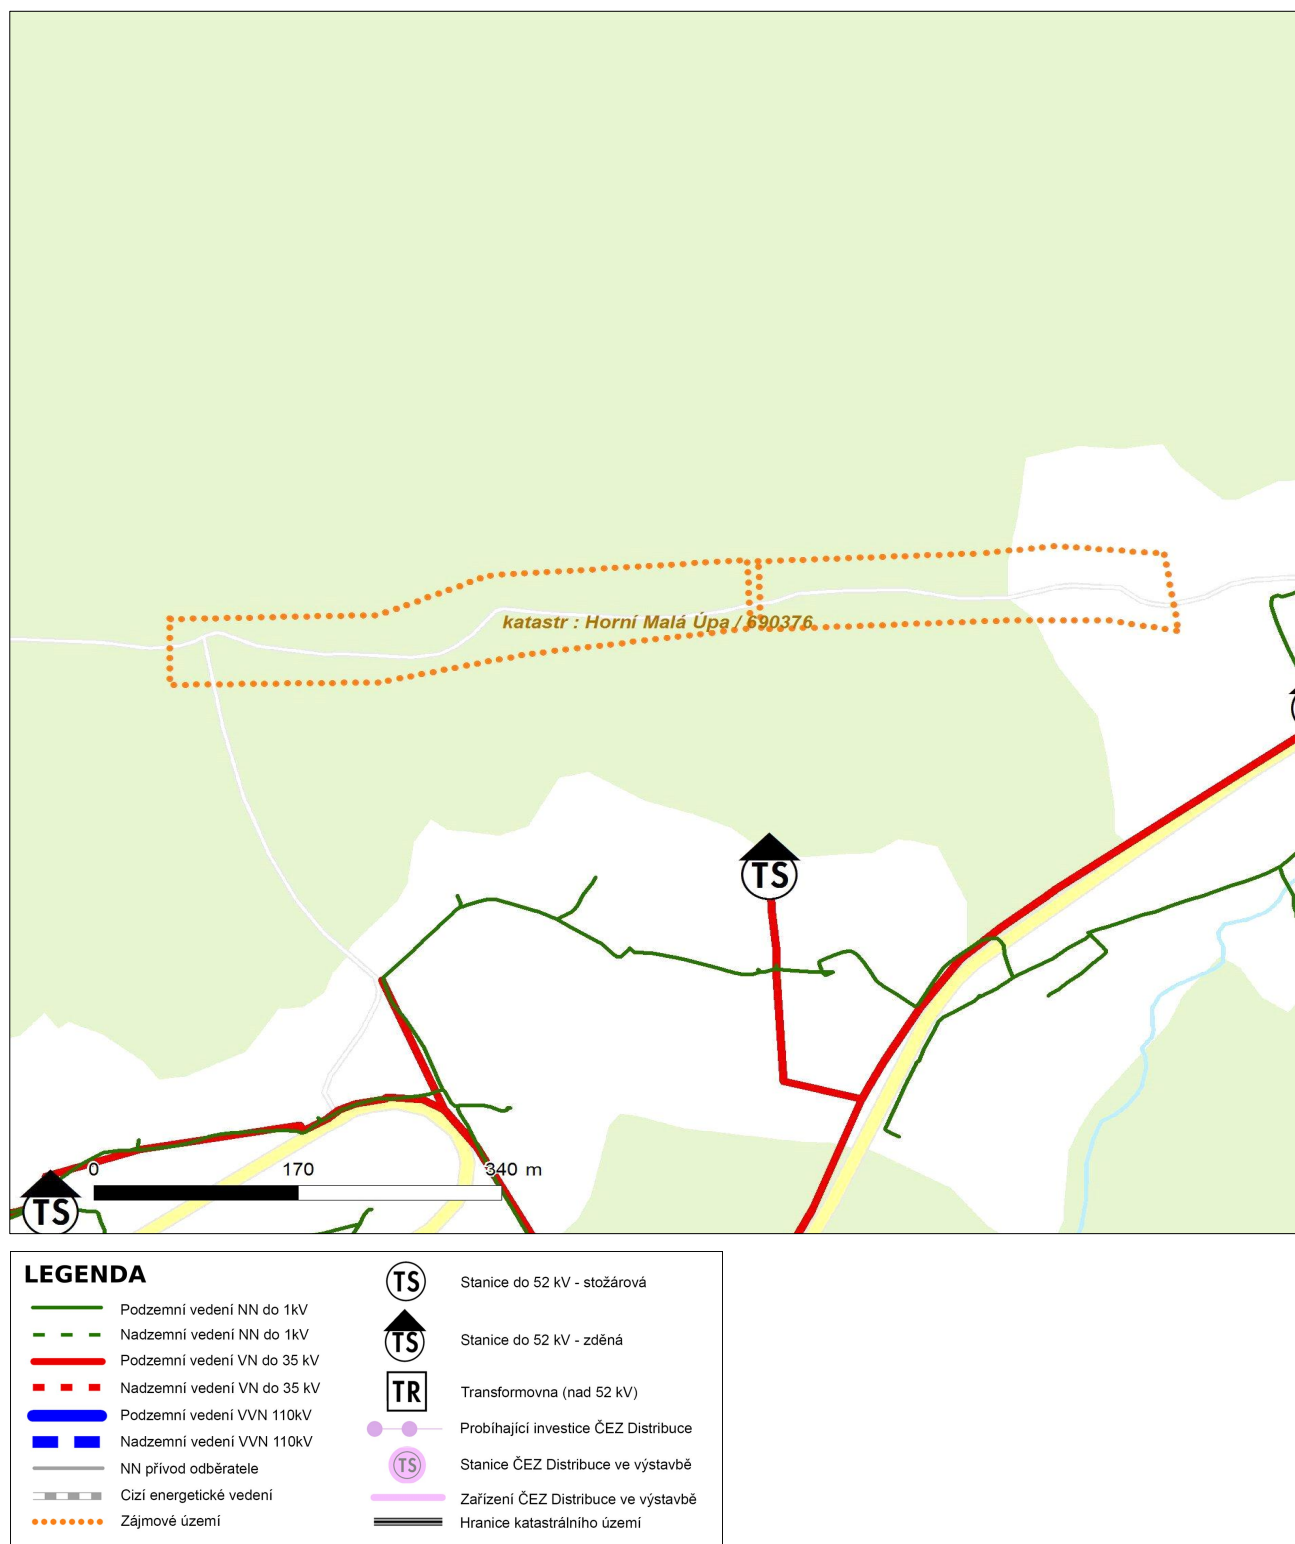 katastr : Horní Malá Úpa / 690376
TS
0 170 340 m
TS
LEGENDA
Podzemní vedení NN do 1kV
Nadzemní vedení NN do 1kV
Podzemní vedení VN do 35 kV
Nadzemní vedení VN do 35 kV
Podzemní vedení VVN 110kV
Nadzemní vedení VVN 110kV
NN přívod odběratele
Cizí energetické vedení
Zájmové území
TS Stanice do 52 kV - stožárová
TS Stanice do 52 kV - zděná
TR Transformovna (nad 52 kV)
Probíhající investice ČEZ Distribuce
TS Stanice ČEZ Distribuce ve výstavbě
Zařízení ČEZ Distribuce ve výstavbě
Hranice katastrálního území